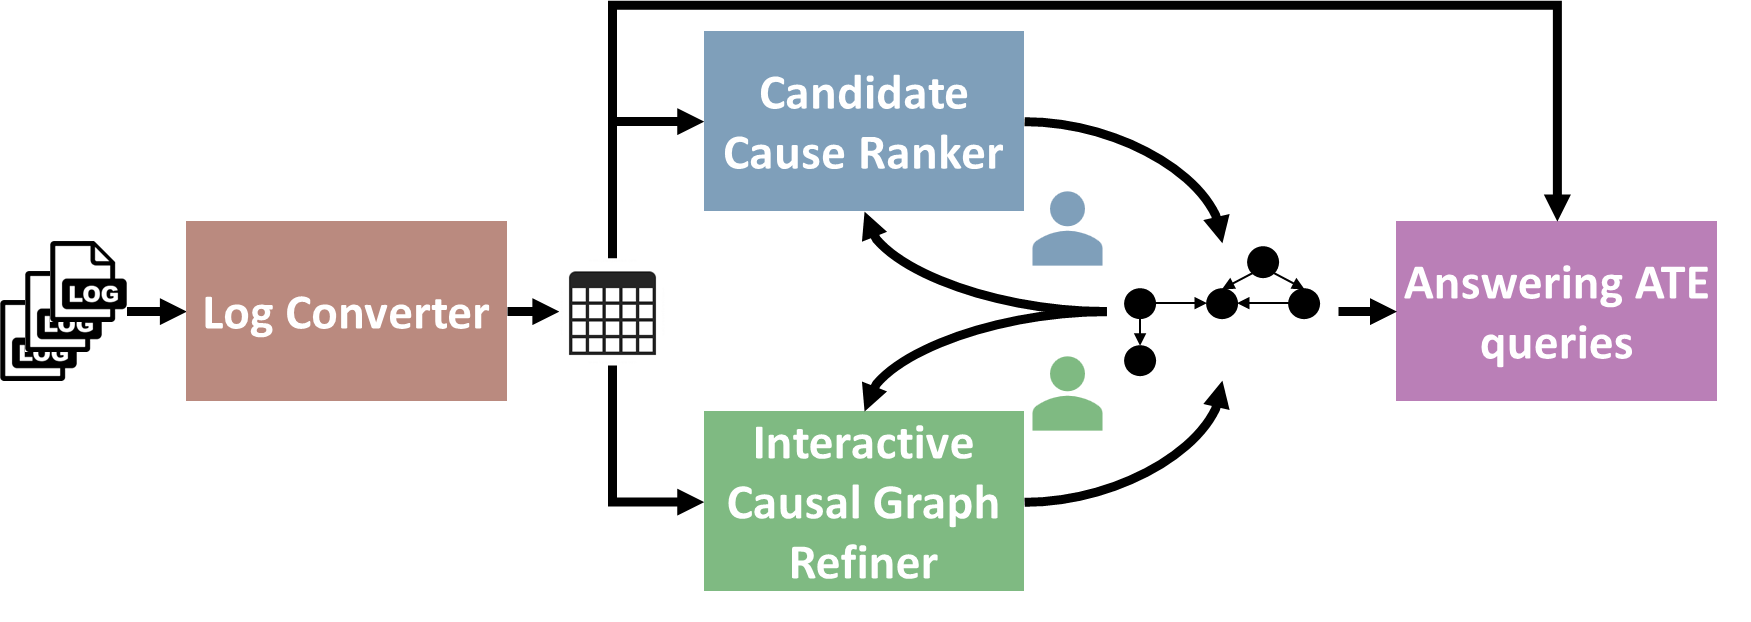 LOG
LOG
LOG
Log Converter
Candidate
Cause Ranker
Interactive
Causal Graph
Refiner
Answering ATE
queries